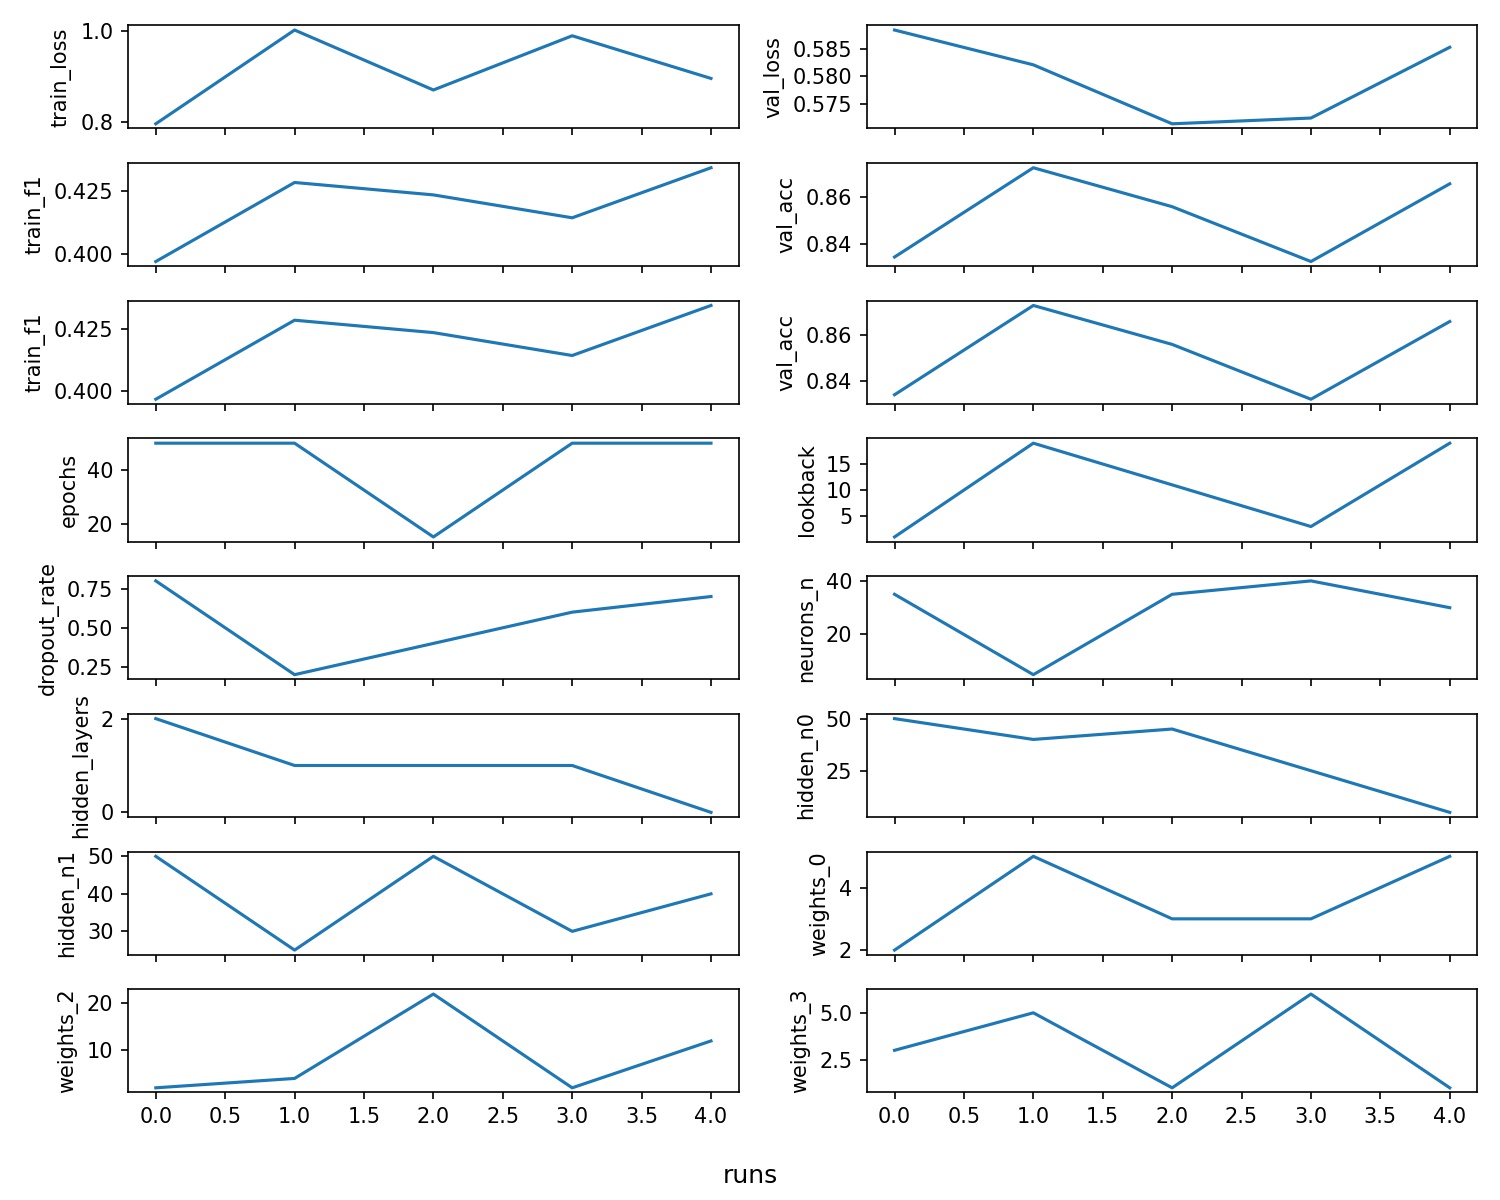 train_loss
1.0
0.8
val_loss
0.585
0.580
0.575
train_f1
0.425
0.400
val_acc
0.86
0.84
train_f1
0.425
0.400
val_acc
0.86
0.84
epochs
40
20
lookback
15
10
5
dropout_rate
0.75
0.50
0.25
neurons_n
40
20
hidden_layers
2
0
hidden_n0
50
25
hidden_n1
50
40
30
weights_0
4
2
weights_2
20
10
weights_3
5.0
2.5
0.0 0.5 1.0 1.5 2.0 2.5 3.0 3.5 4.0
0.0 0.5 1.0 1.5 2.0 2.5 3.0 3.5 4.0
runs